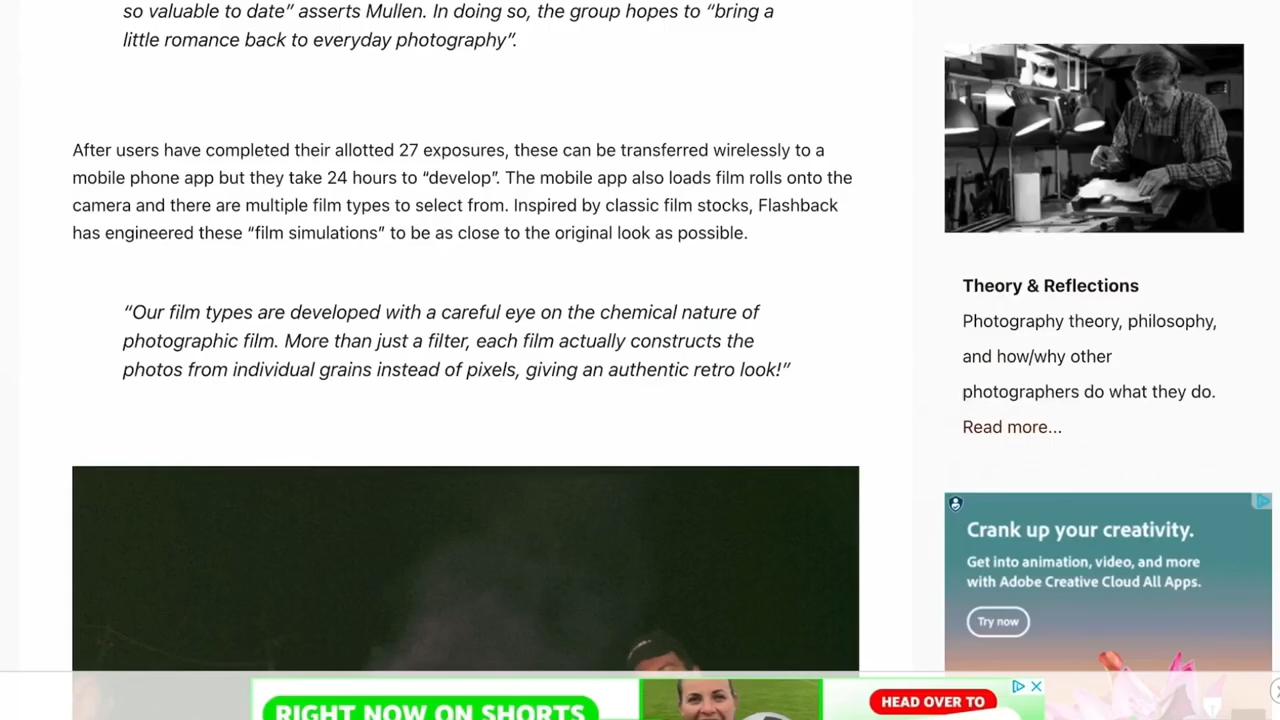 so valuable to date” asserts Mullen. In doing so, the group hopes to “bring a
little romance back to everyday photography”.
After users have completed their allotted 27 exposures, these can be transferred wirelessly to a
mobile phone app but they take 24 hours to “develop”. The mobile app also loads film rolls onto the
camera and there are multiple film types to select from. Inspired by classic film stocks, Flashback
has engineered these “film simulations” to be as close to the original look as possible.
“Our film types are developed with a careful eye on the chemical nature of
photographic film. More than just a filter, each film actually constructs the
photos from individual grains instead of pixels, giving an authentic retro look!”
Theory & Reflections
Photography theory, philosophy,
and how/why other
photographers do what they do.
Read more...
Crank up your creativity.
Get into animation, video, and more
with Adobe Creative Cloud All Apps.
Try now
RIGHT NOW ON SHORTS
HEAD OVER TO